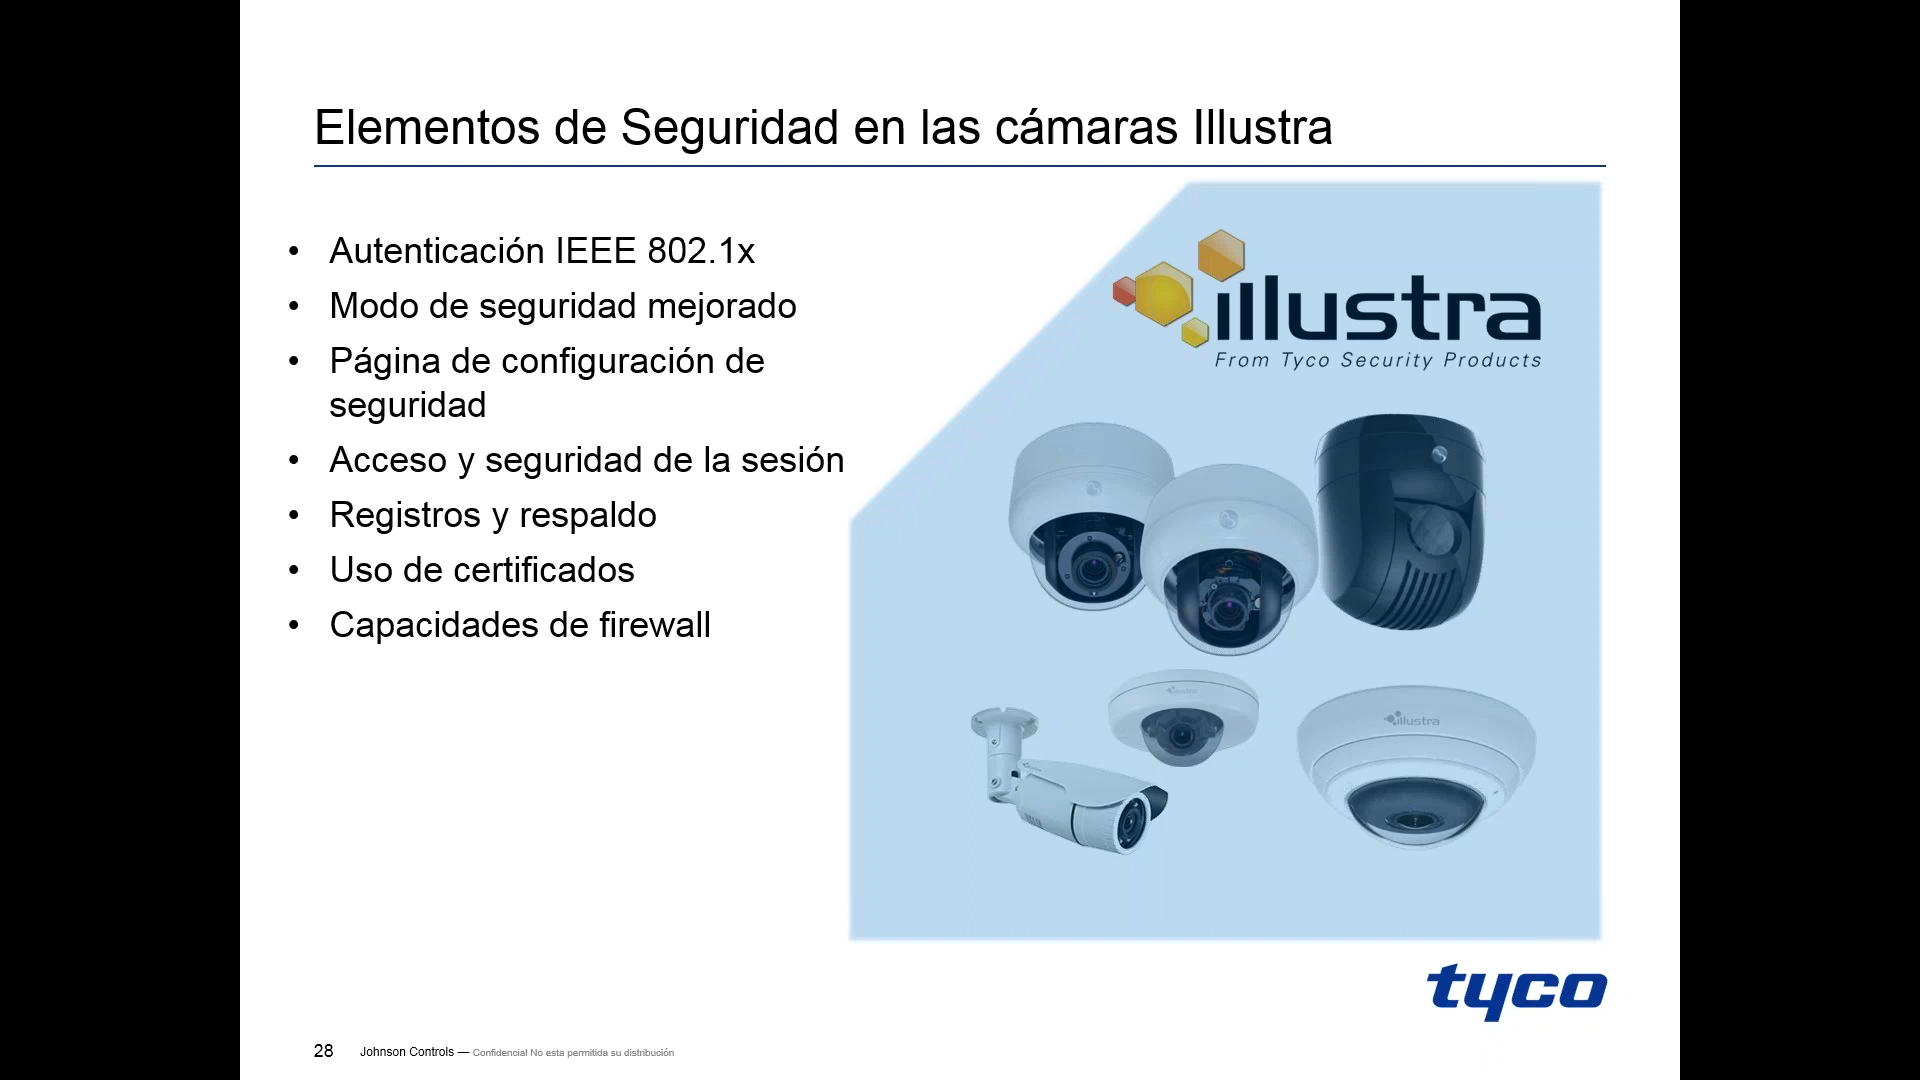 Elementos de Seguridad en las cámaras Illustra
• Autenticación IEEE 802.1x
• Modo de seguridad mejorado
• Página de configuración de
seguridad
• Acceso y seguridad de la sesión
• Registros y respaldo
• Uso de certificados
• Capacidades de firewall
illustra
From Tyco Security Products
illustra
illustra
tyco
28 Johnson Controls — Confidencial No esta permitida su distribución